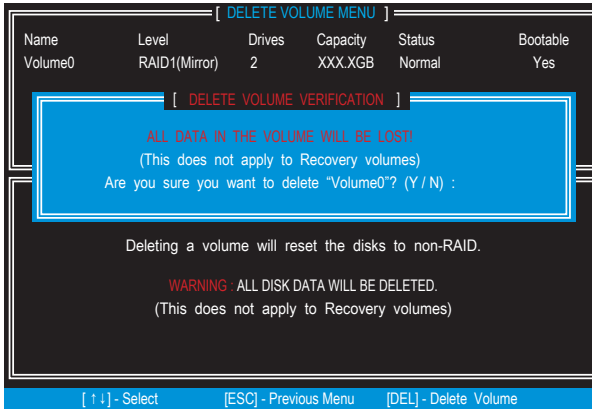 [ DELETE VOLUME MENU ]
Name Level Drives Capacity Status Bootable
Volume0 RAID1(Mirror) 2 XXX.XGB Normal Yes
[ DELETE VOLUME VERIFICATION ]
ALL DATA IN THE VOLUME WILL BE LOST!
(This does not apply to Recovery volumes)
Are you sure you want to delete “Volume0”? (Y / N) :
Deleting a volume will reset the disks to non-RAID.
WARNING : ALL DISK DATA WILL BE DELETED.
(This does not apply to Recovery volumes)
[ ↑↓] - Select [ESC] - Previous Menu [DEL] - Delete Volume